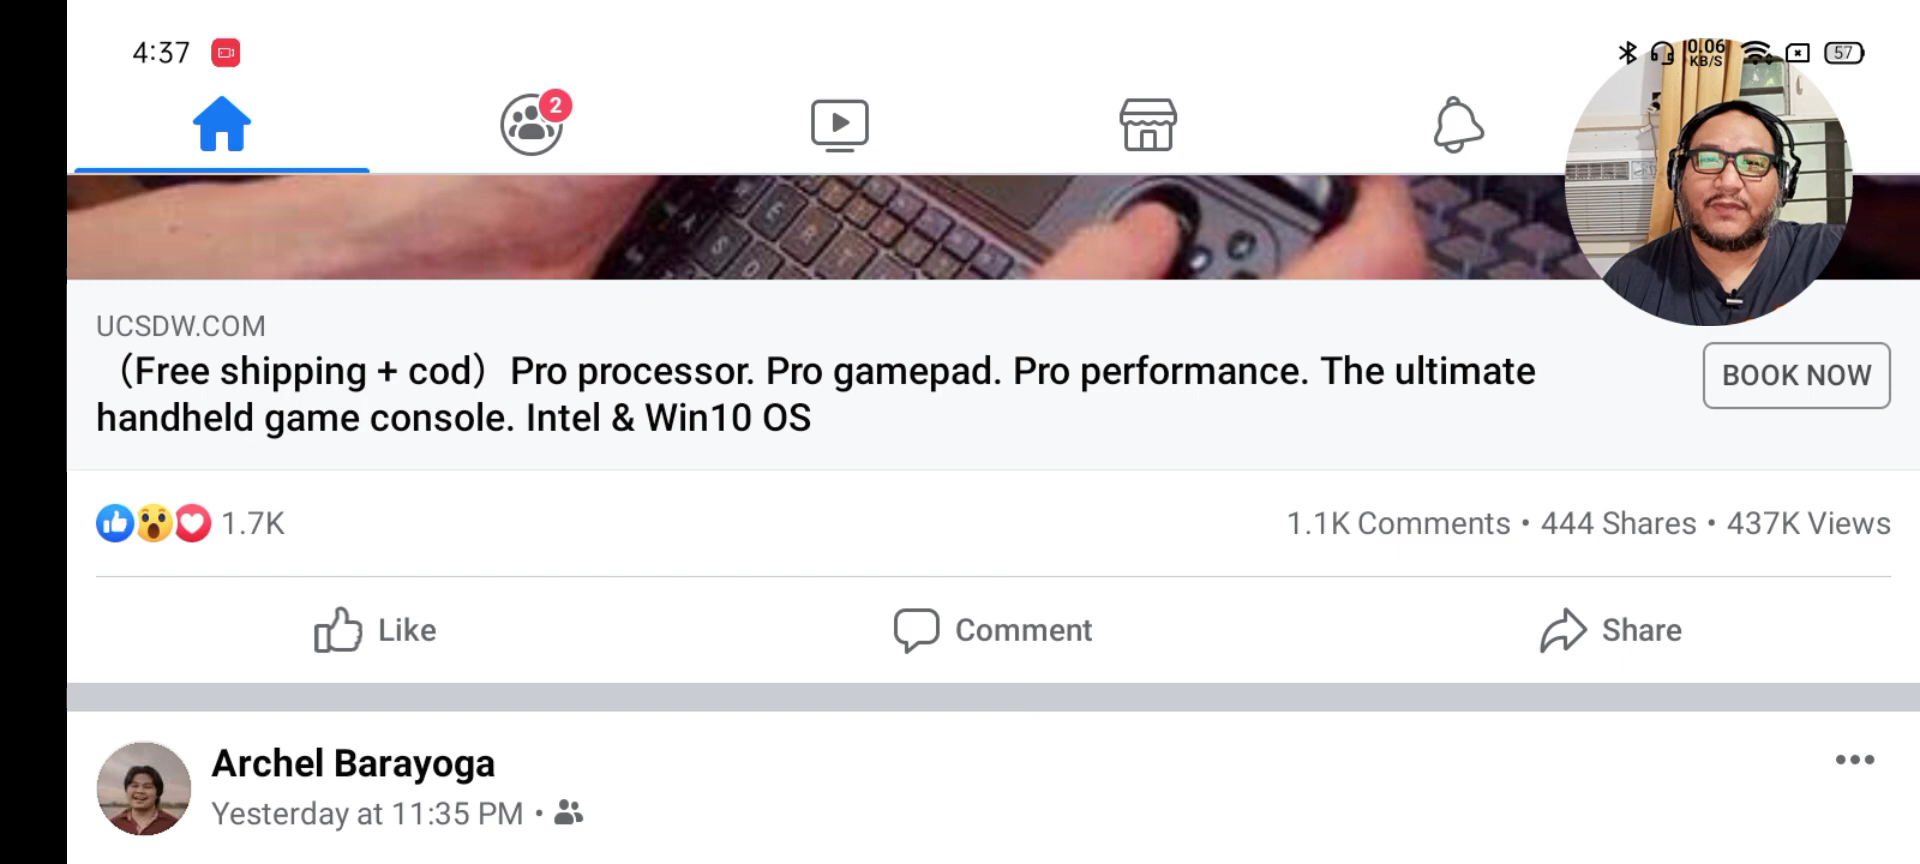 4:37
0.06
KB/S
57
2
UCSDW.COM
（Free shipping + cod）Pro processor. Pro gamepad. Pro performance. The ultimate
handheld game console. Intel & Win10 OS
BOOK NOW
1.7K
1.1K Comments • 444 Shares • 437K Views
Like
Comment
Share
Archel Barayoga
Yesterday at 11:35 PM •